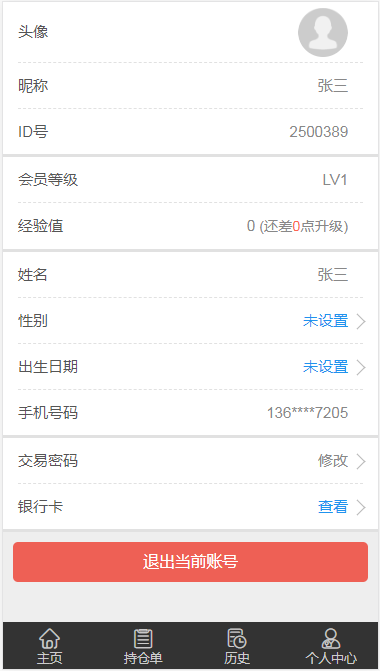 头像
昵称 张三
ID号 2500389
会员等级 LV1
经验值 0 (还差0点升级)
姓名 张三
性别 未设置
出生日期 未设置
手机号码 136****7205
交易密码 修改
银行卡 查看
退出当前账号
主页 持仓单 历史 个人中心